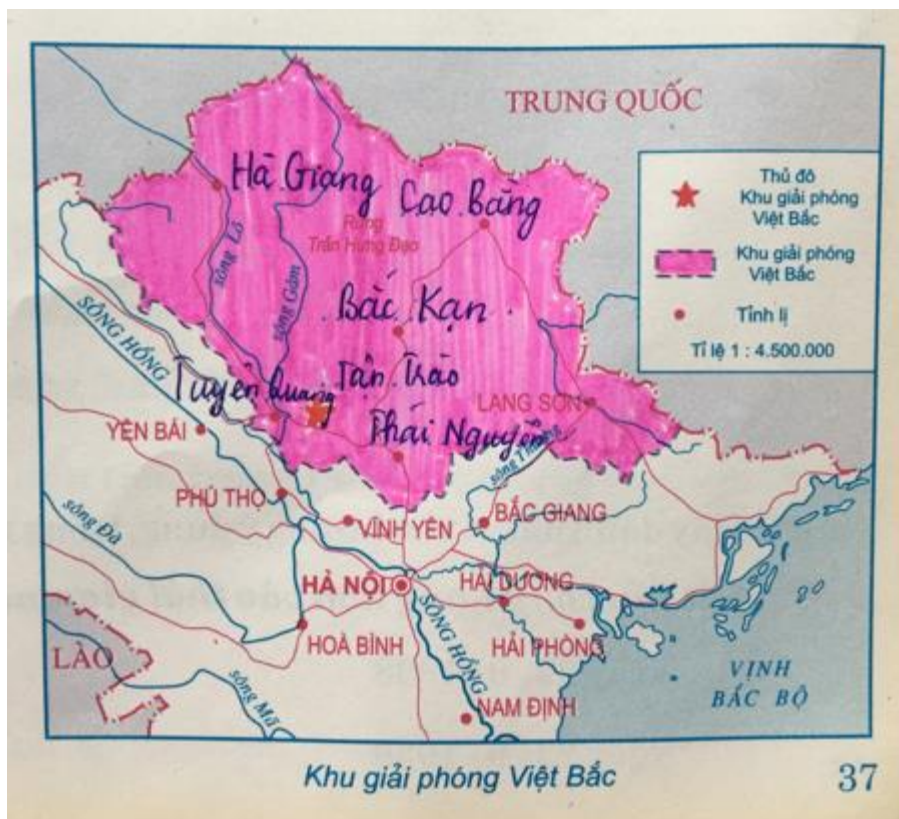 TRUNG QUỐC
Thủ đô
Khu giải phóng
Việt Bắc
Khu giải phóng
Việt Bắc
Tỉnh lị
Tỉ lệ 1 : 4.500.000
Hà Giang
Cao Bằng
Rừng
Trần Hưng Đạo
sông Lô
sông Gâm
Bắc Kạn
SÔNG HỒNG
Tuyên Quang
Tân Trào
LẠNG SƠN
Thái Nguyên
YÊN BÁI
sông Thương
PHÚ THỌ
VĨNH YÊN
BẮC GIANG
sông Đà
HÀ NỘI
HẢI DƯƠNG
HOÀ BÌNH
SÔNG HỒNG
HẢI PHÒNG
LÀO
sông Mã
NAM ĐỊNH
VỊNH
BẮC BỘ
Khu giải phóng Việt Bắc
37